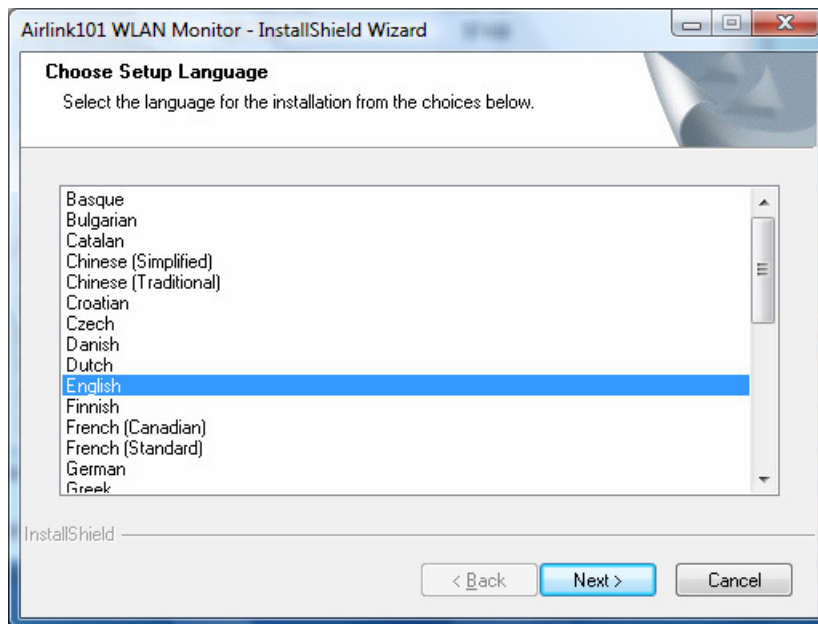 Airlink101 WLAN Monitor - InstallShield Wizard
Choose Setup Language
Select the language for the installation from the choices below.
Basque
Bulgarian
Catalan
Chinese (Simplified)
Chinese (Traditional)
Croatian
Czech
Danish
Dutch
English
Finnish
French (Canadian)
French (Standard)
German
Greek
InstallShield
< Back Next > Cancel